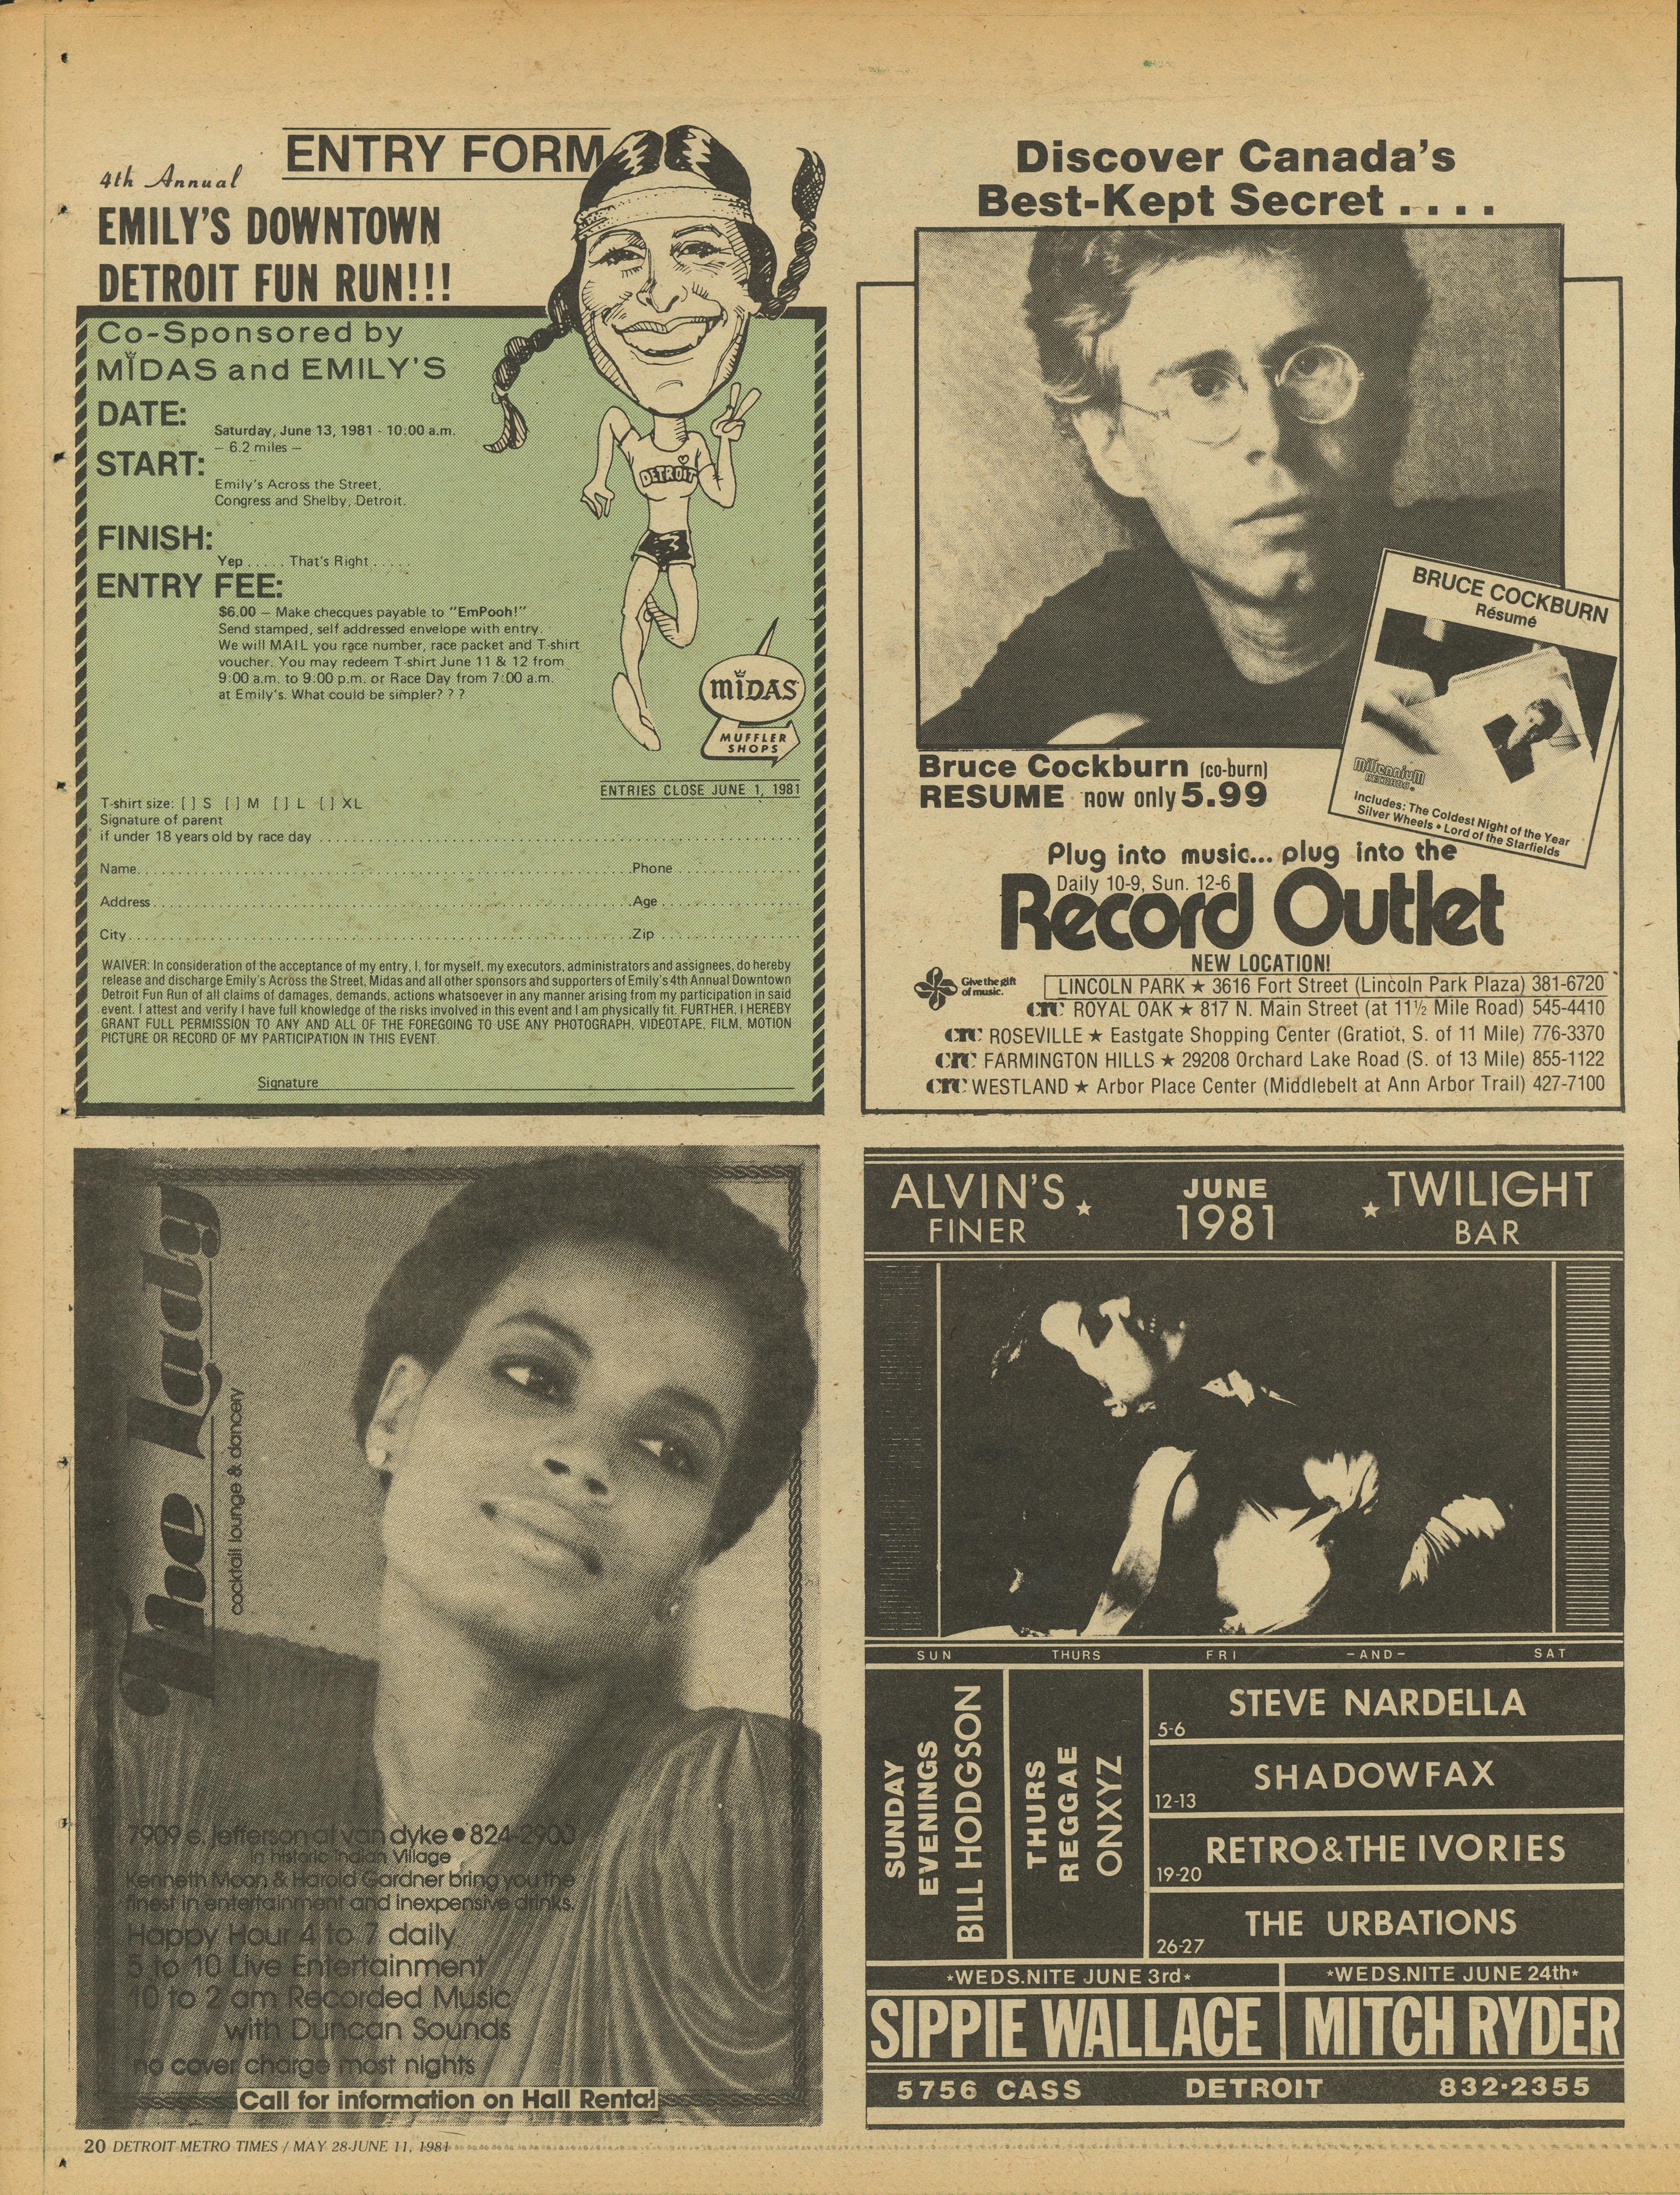 ENTRY FORM
4th Annual
EMILY'S DOWNTOWN
DETROIT FUN RUN!!!
Co-Sponsored by
MIDAS and EMILY'S
DATE:
Saturday, June 13, 1981 - 10:00 a.m.
— 6.2 miles —
START:
Emily's Across the Street,
Congress and Shelby, Detroit.
FINISH:
Yep . . . . . That's Right . . . . .
ENTRY FEE:
$6.00 — Make checques payable to "EmPooh!"
Send stamped, self addressed envelope with entry.
We will MAIL you race number, race packet and T-shirt
voucher. You may redeem T-shirt June 11 & 12 from
9:00 a.m. to 9:00 p.m. or Race Day from 7:00 a.m.
at Emily's. What could be simpler? ? ?
DETROIT
MIDAS
MUFFLER
SHOPS
ENTRIES CLOSE JUNE 1, 1981
T-shirt size: [ ] S [ ] M [ ] L [ ] XL
Signature of parent
if under 18 years old by race day
Name Phone
Address Age
City Zip
WAIVER: In consideration of the acceptance of my entry, I, for myself, my executors, administrators and assignees, do hereby
release and discharge Emily's Across the Street, Midas and all other sponsors and supporters of Emily's 4th Annual Downtown
Detroit Fun Run of all claims of damages, demands, actions whatsoever in any manner arising from my participation in said
event. I attest and verify I have full knowledge of the risks involved in this event and I am physically fit. FURTHER, I HEREBY
GRANT FULL PERMISSION TO ANY AND ALL OF THE FOREGOING TO USE ANY PHOTOGRAPH, VIDEOTAPE, FILM, MOTION
PICTURE OR RECORD OF MY PARTICIPATION IN THIS EVENT.
Signature
Discover Canada's
Best-Kept Secret . . . .
BRUCE COCKBURN
Résumé
millennium
RECORDS
Includes: The Coldest Night of the Year
Silver Wheels • Lord of the Starfields
Bruce Cockburn (co-burn)
RESUME now only 5.99
Plug into music... plug into the
Daily 10-9, Sun. 12-6
Record Outlet
NEW LOCATION!
Give the gift
of music.
LINCOLN PARK ★ 3616 Fort Street (Lincoln Park Plaza) 381-6720
crc ROYAL OAK ★ 817 N. Main Street (at 11½ Mile Road) 545-4410
crc ROSEVILLE ★ Eastgate Shopping Center (Gratiot, S. of 11 Mile) 776-3370
crc FARMINGTON HILLS ★ 29208 Orchard Lake Road (S. of 13 Mile) 855-1122
crc WESTLAND ★ Arbor Place Center (Middlebelt at Ann Arbor Trail) 427-7100
The Lady
cocktail lounge & dancery
7909 e. jefferson at van dyke • 824-2900
in historic Indian Village
Kenneth Moon & Harold Gardner bring you the
finest in entertainment and inexpensive drinks.
Happy Hour 4 to 7 daily
5 to 10 Live Entertainment
10 to 2 am Recorded Music
with Duncan Sounds
no cover charge most nights
Call for information on Hall Rental
ALVIN'S ★ JUNE ★ TWILIGHT
FINER 1981 BAR
SUN THURS FRI -AND- SAT
SUNDAY
EVENINGS
BILL HODGSON
THURS
REGGAE
ONXYZ
STEVE NARDELLA
5-6
SHADOWFAX
12-13
RETRO&THE IVORIES
19-20
THE URBATIONS
26-27
*WEDS.NITE JUNE 3rd*
SIPPIE WALLACE
*WEDS.NITE JUNE 24th*
MITCH RYDER
5756 CASS DETROIT 832·2355
20 DETROIT METRO TIMES / MAY 28-JUNE 11, 1981